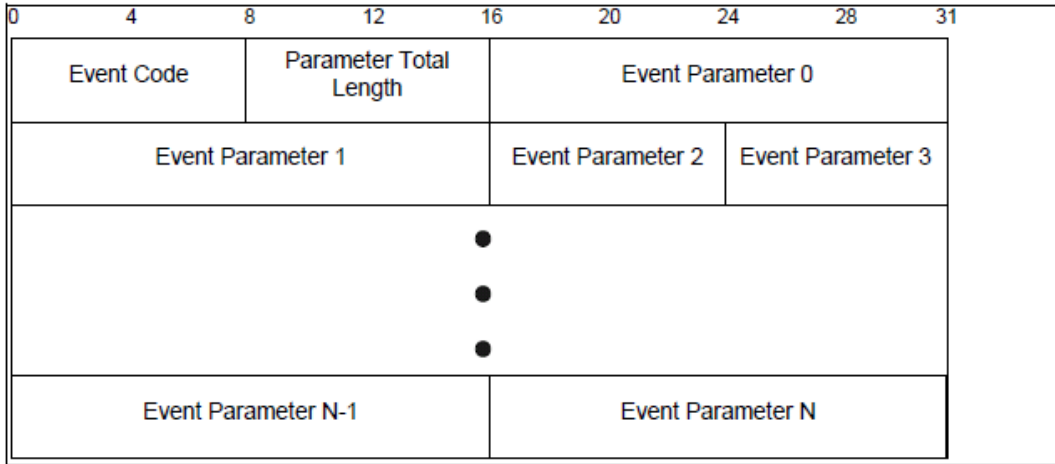 0 4 8 12 16 20 24 28 31
Event Code
Parameter Total
Length
Event Parameter 0
Event Parameter 1
Event Parameter 2
Event Parameter 3
Event Parameter N-1
Event Parameter N